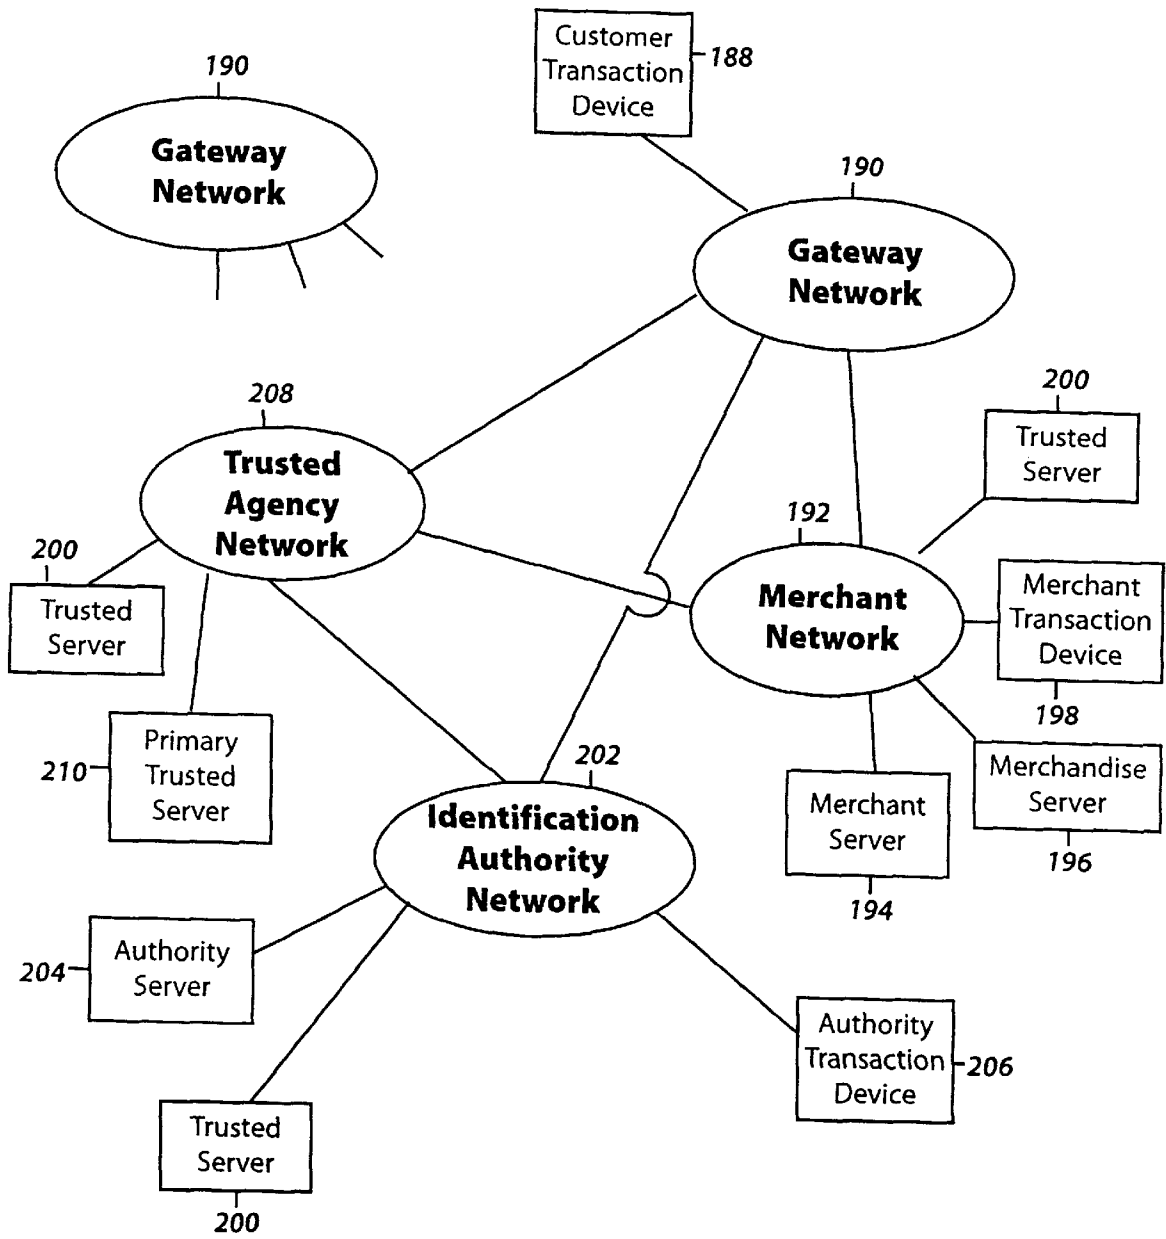 Customer
Transaction
Device
188
190
Gateway
Network
190
Gateway
Network
208
Trusted
Agency
Network
200
Trusted
Server
192
Merchant
Network
200
Trusted
Server
Merchant
Transaction
Device
198
210
Primary
Trusted
Server
202
Identification
Authority
Network
Merchant
Server
194
Merchandise
Server
196
204
Authority
Server
Authority
Transaction
Device
206
Trusted
Server
200